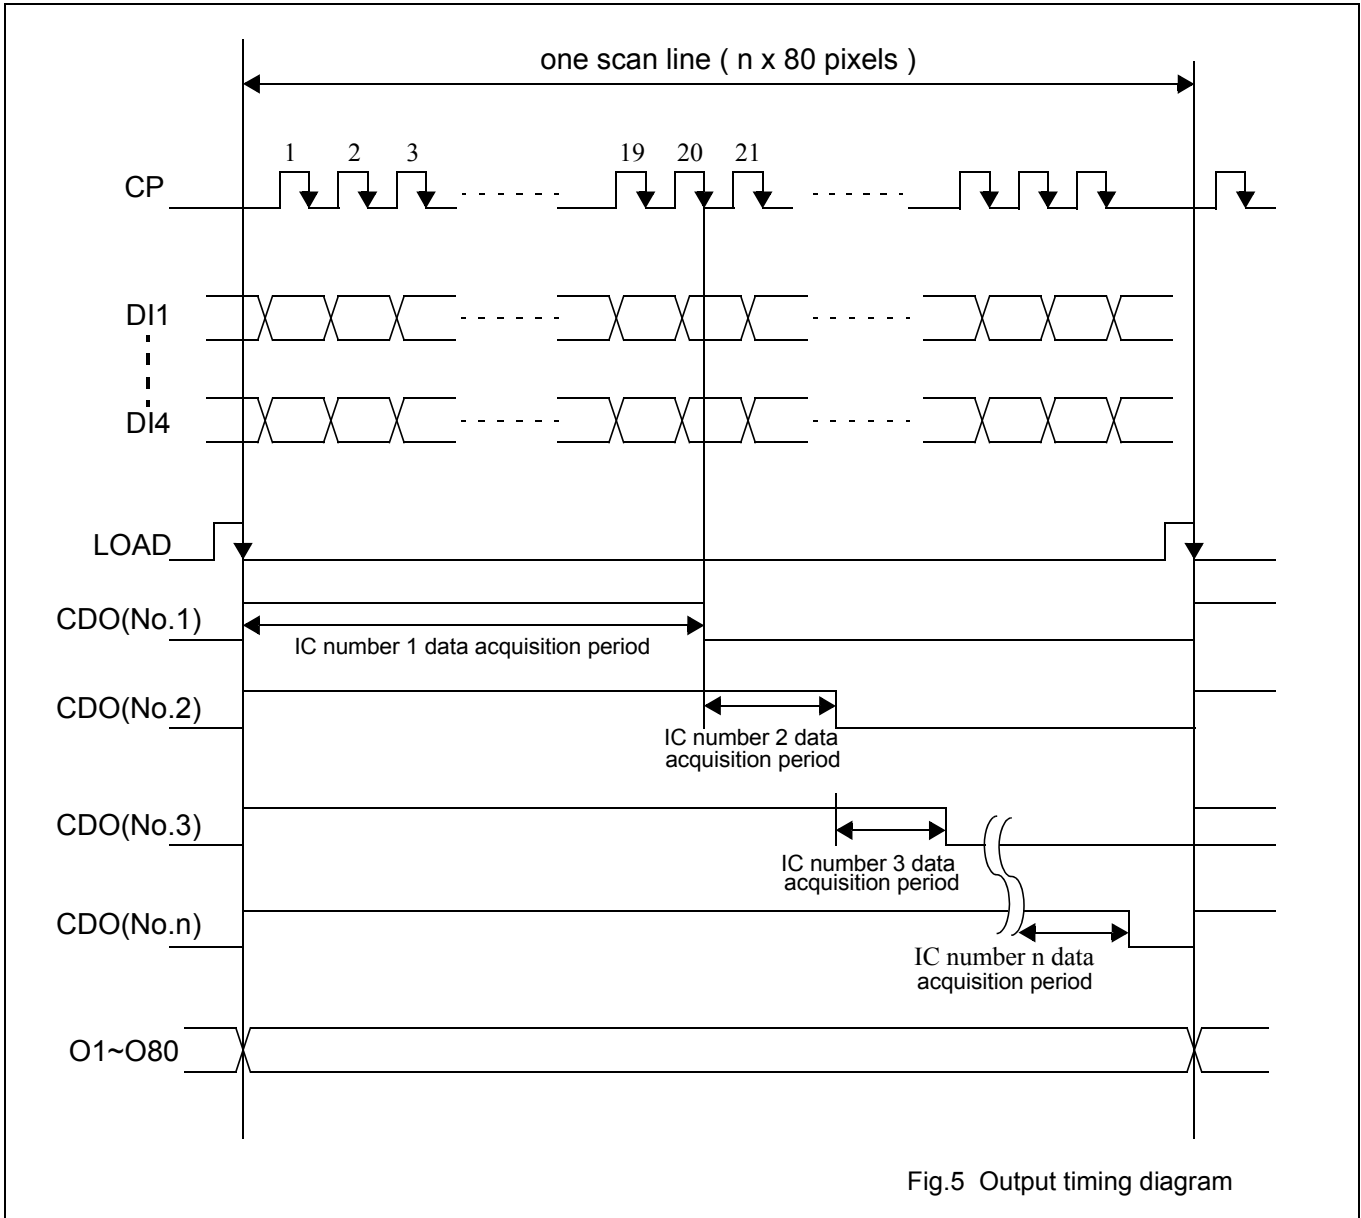 one scan line ( n x 80 pixels )
1 2 3 19 20 21
CP
DI1
DI4
LOAD
CDO(No.1)
IC number 1 data acquisition period
CDO(No.2)
IC number 2 data
acquisition period
CDO(No.3)
IC number 3 data
acquisition period
CDO(No.n)
IC number n data
acquisition period
O1~O80
Fig.5 Output timing diagram